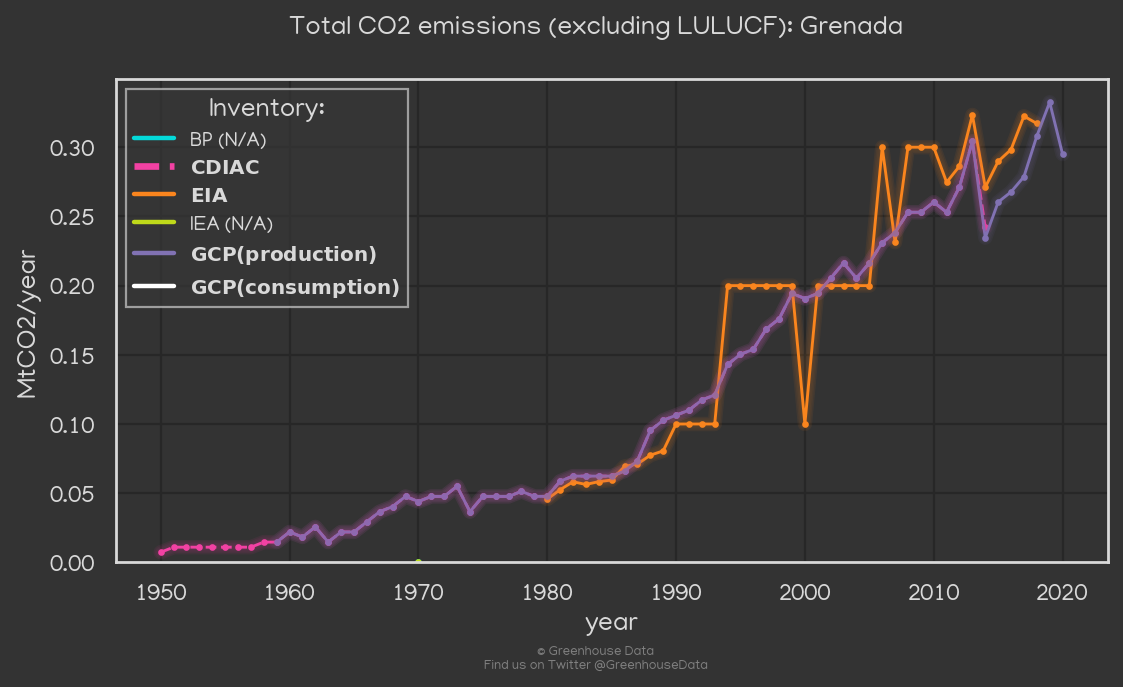 Total CO2 emissions (excluding LULUCF): Grenada
Inventory:
BP (N/A)
CDIAC
EIA
IEA (N/A)
GCP(production)
GCP(consumption)
MtCO2/year
0.30
0.25
0.20
0.15
0.10
0.05
0.00
1950 1960 1970 1980 1990 2000 2010 2020
year
© Greenhouse Data
Find us on Twitter @GreenhouseData